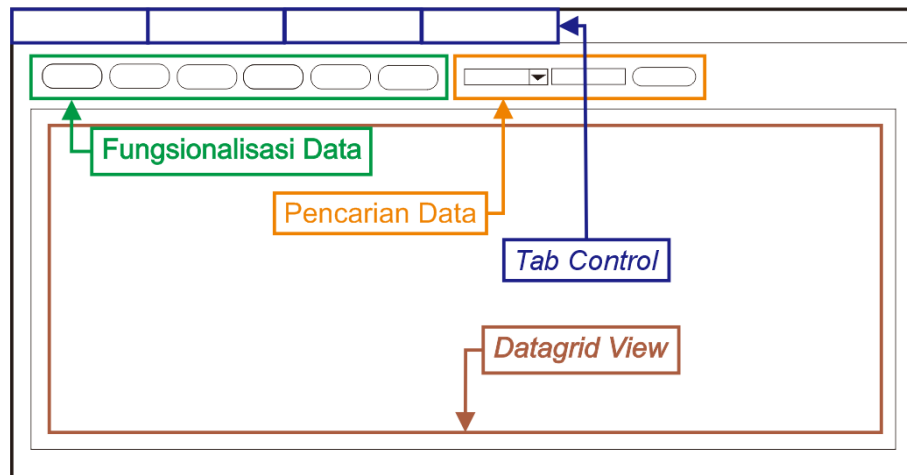 Fungsionalisasi Data
Pencarian Data
Tab Control
Datagrid View